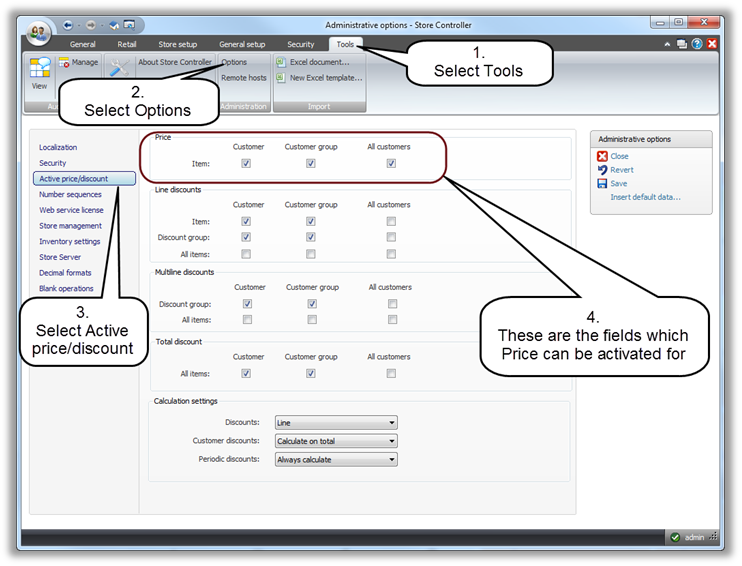 Administrative options - Store Controller
General Retail Store setup General setup Security Tools
View
Manage
About Store Controller
Options
Remote hosts
Excel document...
New Excel template...
Administration
Import
1.
Select Tools
2.
Select Options
3.
Select Active
price/discount
4.
These are the fields which
Price can be activated for
Localization
Security
Active price/discount
Number sequences
Web service license
Store management
Inventory settings
Store Server
Decimal formats
Blank operations
Price
Customer Customer group All customers
Item:
Line discounts
Customer Customer group All customers
Item:
Discount group:
All items:
Multiline discounts
Customer Customer group All customers
Discount group:
All items:
Total discount
Customer Customer group All customers
All items:
Calculation settings
Discounts: Line
Customer discounts: Calculate on total
Periodic discounts: Always calculate
Administrative options
Close
Revert
Save
Insert default data...
admin